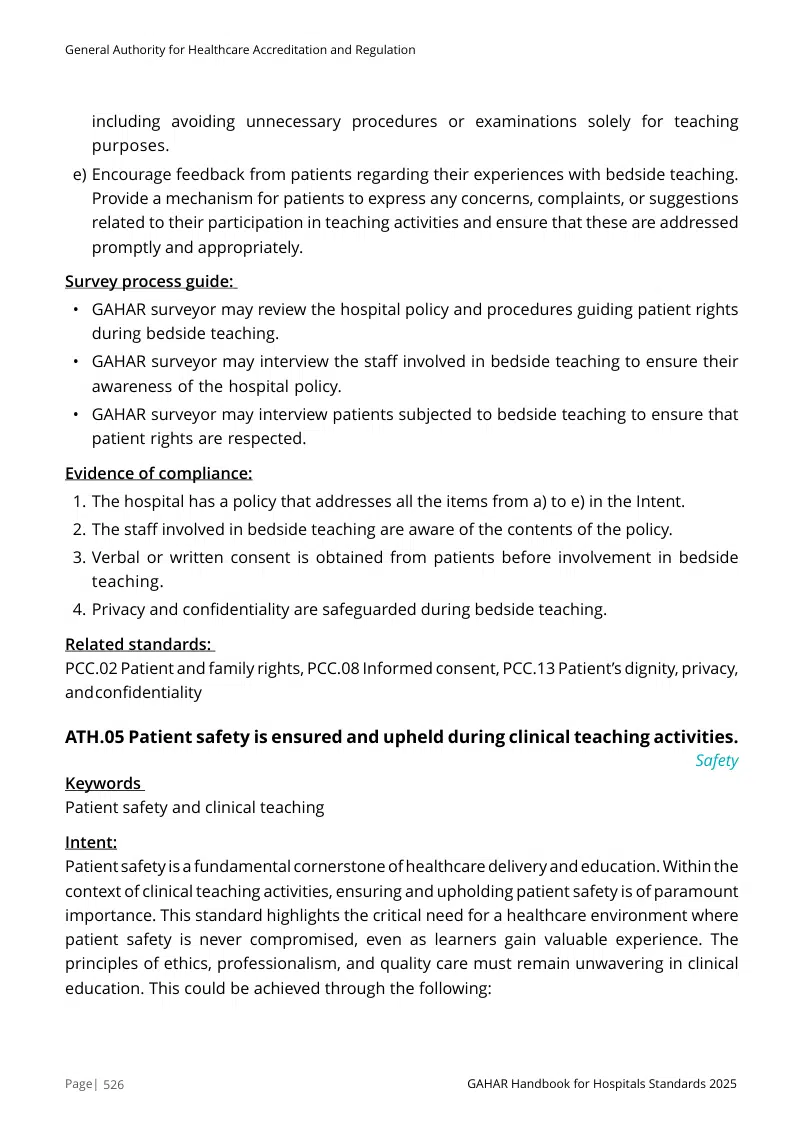 General Authority for Healthcare Accreditation and Regulation
including avoiding unnecessary procedures or examinations solely for teaching
purposes.
e) Encourage feedback from patients regarding their experiences with bedside teaching.
Provide a mechanism for patients to express any concerns, complaints, or suggestions
related to their participation in teaching activities and ensure that these are addressed
promptly and appropriately.
Survey process guide:
• GAHAR surveyor may review the hospital policy and procedures guiding patient rights
during bedside teaching.
• GAHAR surveyor may interview the staff involved in bedside teaching to ensure their
awareness of the hospital policy.
• GAHAR surveyor may interview patients subjected to bedside teaching to ensure that
patient rights are respected.
Evidence of compliance:
1. The hospital has a policy that addresses all the items from a) to e) in the Intent.
2. The staff involved in bedside teaching are aware of the contents of the policy.
3. Verbal or written consent is obtained from patients before involvement in bedside
teaching.
4. Privacy and confidentiality are safeguarded during bedside teaching.
Related standards:
PCC.02 Patient and family rights, PCC.08 Informed consent, PCC.13 Patient’s dignity, privacy,
andconfidentiality
ATH.05 Patient safety is ensured and upheld during clinical teaching activities.
Safety
Keywords
Patient safety and clinical teaching
Intent:
Patient safety is a fundamental cornerstone of healthcare delivery and education. Within the
context of clinical teaching activities, ensuring and upholding patient safety is of paramount
importance. This standard highlights the critical need for a healthcare environment where
patient safety is never compromised, even as learners gain valuable experience. The
principles of ethics, professionalism, and quality care must remain unwavering in clinical
education. This could be achieved through the following:
Page| 526
GAHAR Handbook for Hospitals Standards 2025